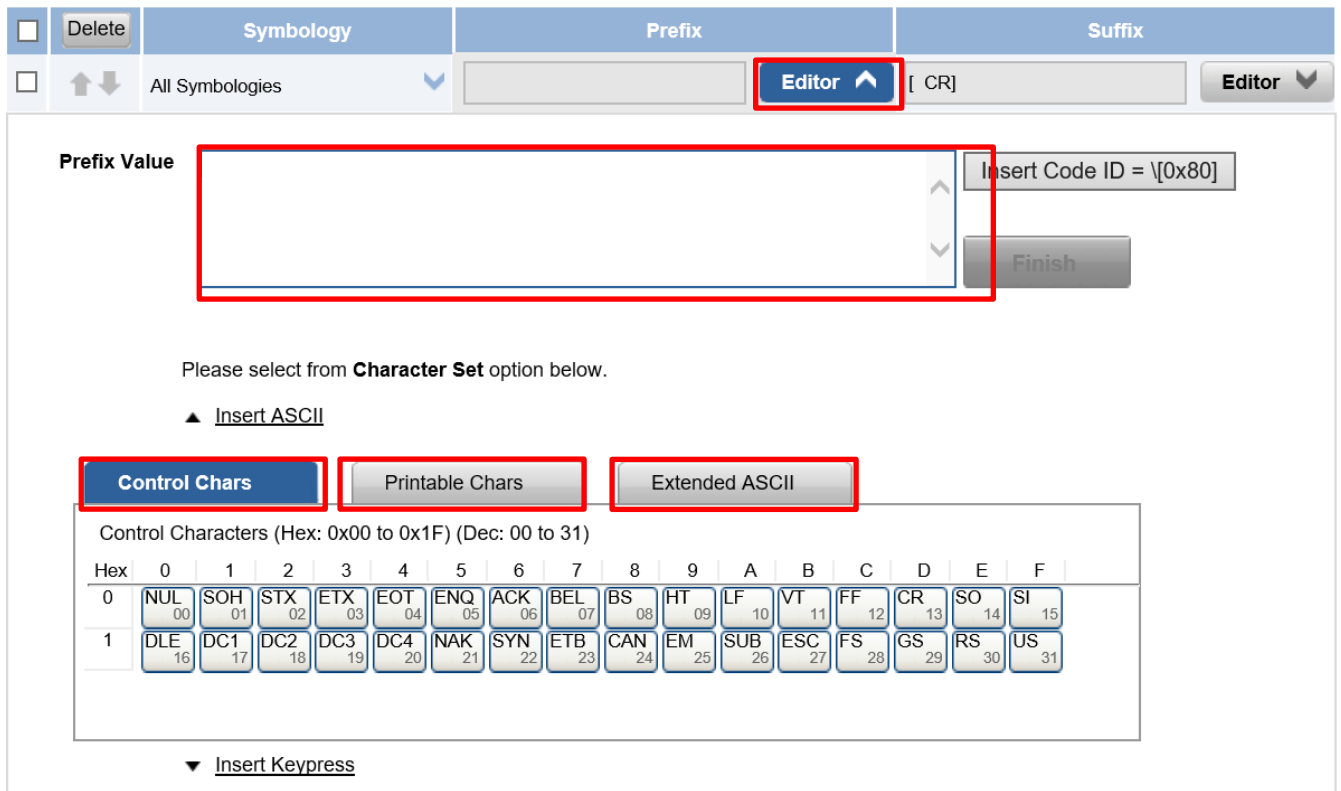 Delete Symbology Prefix Suffix
All Symbologies Editor [ CR] Editor
Prefix Value
Insert Code ID = \[0x80]
Finish
Please select from Character Set option below.
Insert ASCII
Control Chars Printable Chars Extended ASCII
Control Characters (Hex: 0x00 to 0x1F) (Dec: 00 to 31)
Hex 0 1 2 3 4 5 6 7 8 9 A B C D E F
0 NUL 00 SOH 01 STX 02 ETX 03 EOT 04 ENQ 05 ACK 06 BEL 07 BS 08 HT 09 LF 10 VT 11 FF 12 CR 13 SO 14 SI 15
1 DLE 16 DC1 17 DC2 18 DC3 19 DC4 20 NAK 21 SYN 22 ETB 23 CAN 24 EM 25 SUB 26 ESC 27 FS 28 GS 29 RS 30 US 31
Insert Keypress